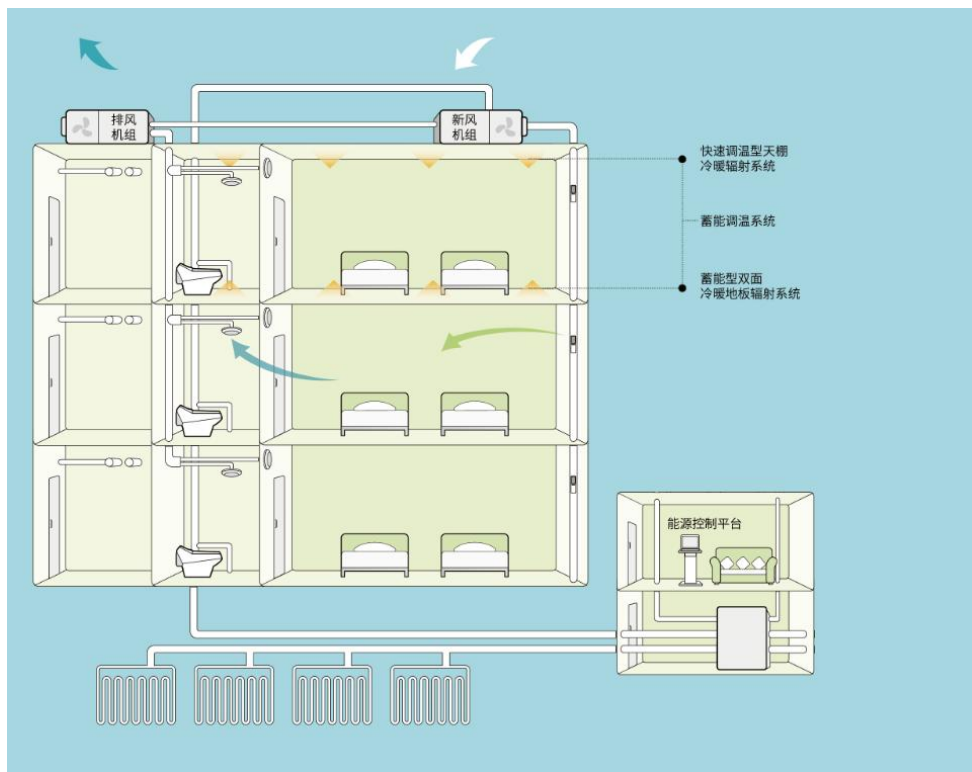 排风
机组
新风
机组
快速调温型天棚
冷暖辐射系统
蓄能调温系统
蓄能型双面
冷暖地板辐射系统
能源控制平台